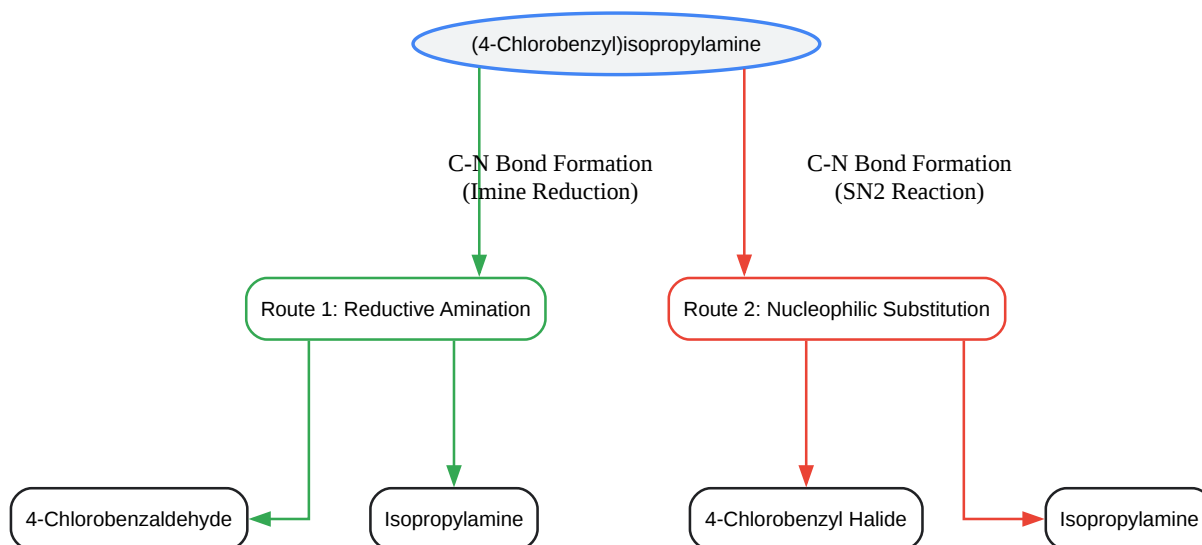 (4-Chlorobenzyl)isopropylamine
C-N Bond Formation
(Imine Reduction)
C-N Bond Formation
(SN2 Reaction)
Route 1: Reductive Amination
Route 2: Nucleophilic Substitution
4-Chlorobenzaldehyde
Isopropylamine
4-Chlorobenzyl Halide
Isopropylamine